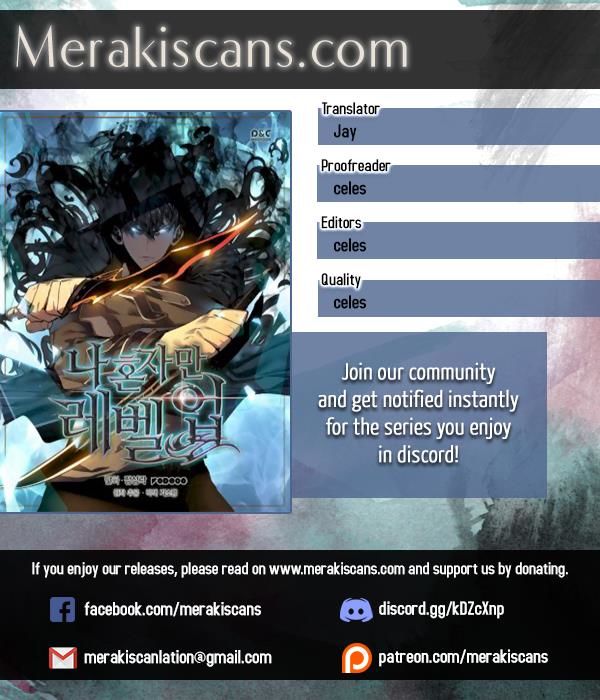 Merakiscans.com
Translator
Jay
Proofreader
celes
Editors
celes
Quality
celes
D&C
나 혼자만
레벨업
Join our community
and get notified instantly
for the series you enjoy
in discord!
If you enjoy our releases, please read on www.merakiscans.com and support us by donating.
facebook.com/merakiscans
discord.gg/kDZcXnp
merakiscanlation@gmail.com
patreon.com/merakiscans